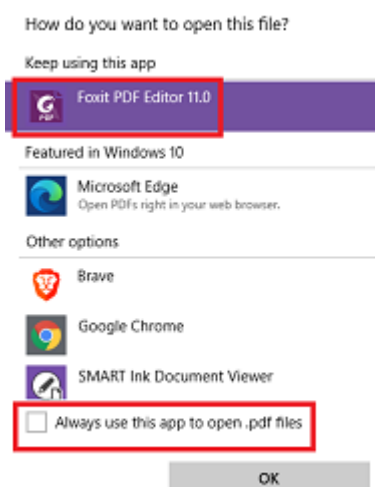 How do you want to open this file?
Keep using this app
Foxit PDF Editor 11.0
Featured in Windows 10
Microsoft Edge
Open PDFs right in your web browser.
Other options
Brave
Google Chrome
SMART Ink Document Viewer
Always use this app to open .pdf files
OK